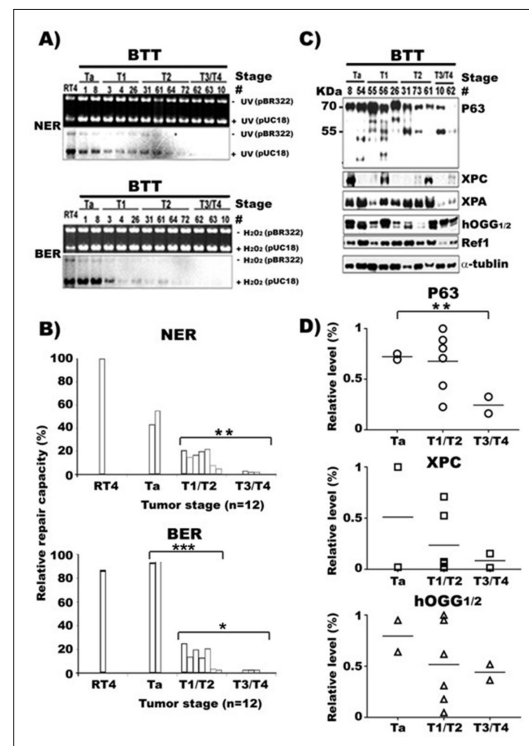 A)
BTT
Ta T1 T2 T3/T4 Stage
RT4 1 8 3 4 26 31 61 64 72 62 63 10 #
NER
- UV (pBR322)
+ UV (pUC18)
- UV (pBR322)
+ UV (pUC18)
BTT
Ta T1 T2 T3/T4 Stage
RT4 1 8 3 4 26 31 61 64 72 62 63 10 #
BER
- H2O2 (pBR322)
+ H2O2 (pUC18)
- H2O2 (pBR322)
+ H2O2 (pUC18)
B)
NER
Relative repair capacity (%)
100
80
60
40
20
0
**
RT4 Ta T1/T2 T3/T4
Tumor stage (n=12)
BER
100
80
60
40
20
0
***
*
RT4 Ta T1/T2 T3/T4
Tumor stage (n=12)
C)
BTT
Ta T1 T2 T3/T4 Stage
KDa 8 54 55 56 26 31 73 61 10 62 #
70
55
P63
XPC
XPA
hOGG1/2
Ref1
α-tublin
D)
P63
**
Relative level (%)
1
0.5
0
Ta T1/T2 T3/T4
XPC
Relative level (%)
1
0.5
0
Ta T1/T2 T3/T4
hOGG1/2
Relative level (%)
1
0.5
0
Ta T1/T2 T3/T4